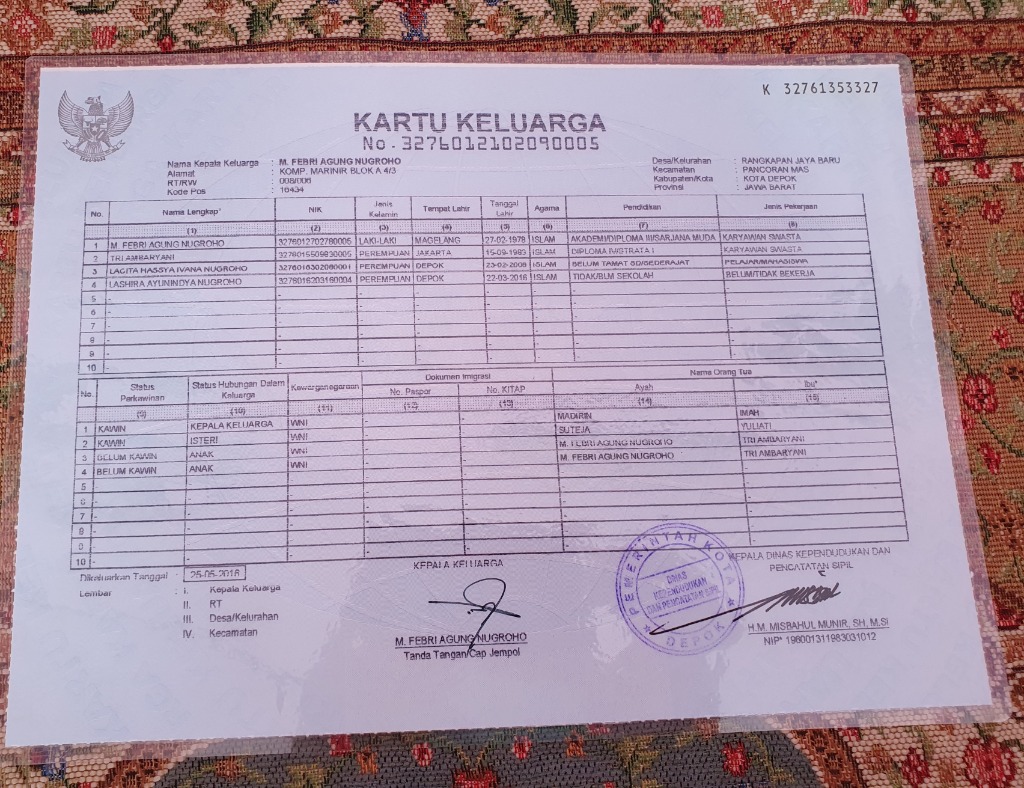 K 32761353327
KARTU KELUARGA
No. 3276012102090005
Nama Kepala Keluarga : M. FEBRI AGUNG NUGROHO
Alamat : KOMP. MARINIR BLOK A 4/3
RT/RW : 008/006
Kode Pos : 16434
Desa/Kelurahan : RANGKAPAN JAYA BARU
Kecamatan : PANCORAN MAS
Kabupaten/Kota : KOTA DEPOK
Provinsi : JAWA BARAT
No. Nama Lengkap NIK Jenis Kelamin Tempat Lahir Tanggal Lahir Agama Pendidikan Jenis Pekerjaan
(1) (2) (3) (4) (5) (6) (7) (8)
1 M. FEBRI AGUNG NUGROHO 3276012702780005 LAKI-LAKI MAGELANG 27-02-1978 ISLAM AKADEMI/DIPLOMA III/SARJANA MUDA KARYAWAN SWASTA
2 TRI AMBARYANI 3276015509830005 PEREMPUAN JAKARTA 15-09-1983 ISLAM DIPLOMA IV/STRATA I KARYAWAN SWASTA
3 HASSYA IVANA NUGROHO PEREMPUAN DEPOK ISLAM BELUM TAMAT SD/SEDERAJAT PELAJAR/MAHASISWA
4 LASHIRA AYUNINDYA NUGROHO 3276016203160004 PEREMPUAN DEPOK 22-03-2016 ISLAM TIDAK/BLM SEKOLAH BELUM/TIDAK BEKERJA
5 - - - - - - - -
6 - - - - - - - -
7 - - - - - - - -
8 - - - - - - - -
9 - - - - - - - -
10 - - - - - - - -
No. Status Perkawinan Status Hubungan Dalam Keluarga Kewarganegaraan Dokumen Imigrasi Nama Orang Tua
No. Paspor No. KITAP Ayah Ibu
(9) (10) (11) (12) (13) (14) (15)
1 KAWIN KEPALA KELUARGA WNI - - MADIRIN IMAH
2 KAWIN ISTERI WNI - - SUTEJA YULIATI
3 BELUM KAWIN ANAK WNI - - M. FEBRI AGUNG NUGROHO TRI AMBARYANI
4 BELUM KAWIN ANAK WNI - - M. FEBRI AGUNG NUGROHO TRI AMBARYANI
5 - - - - - - -
6 - - - - - - -
7 - - - - - - -
8 - - - - - - -
9 - - - - - - -
10 - - - - - - -
Dikeluarkan Tanggal : 25-05-2016
Lembar : I. Kepala Keluarga
II. RT
III. Desa/Kelurahan
IV. Kecamatan
KEPALA KELUARGA
M. FEBRI AGUNG NUGROHO
Tanda Tangan/Cap Jempol
PEMERINTAH KOTA
DINAS
KEPENDUDUKAN
DAN PENCATATAN SIPIL
DEPOK
KEPALA DINAS KEPENDUDUKAN DAN
PENCATATAN SIPIL
H.M. MISBAHUL MUNIR, SH, M.SI
NIP* 196001311983031012